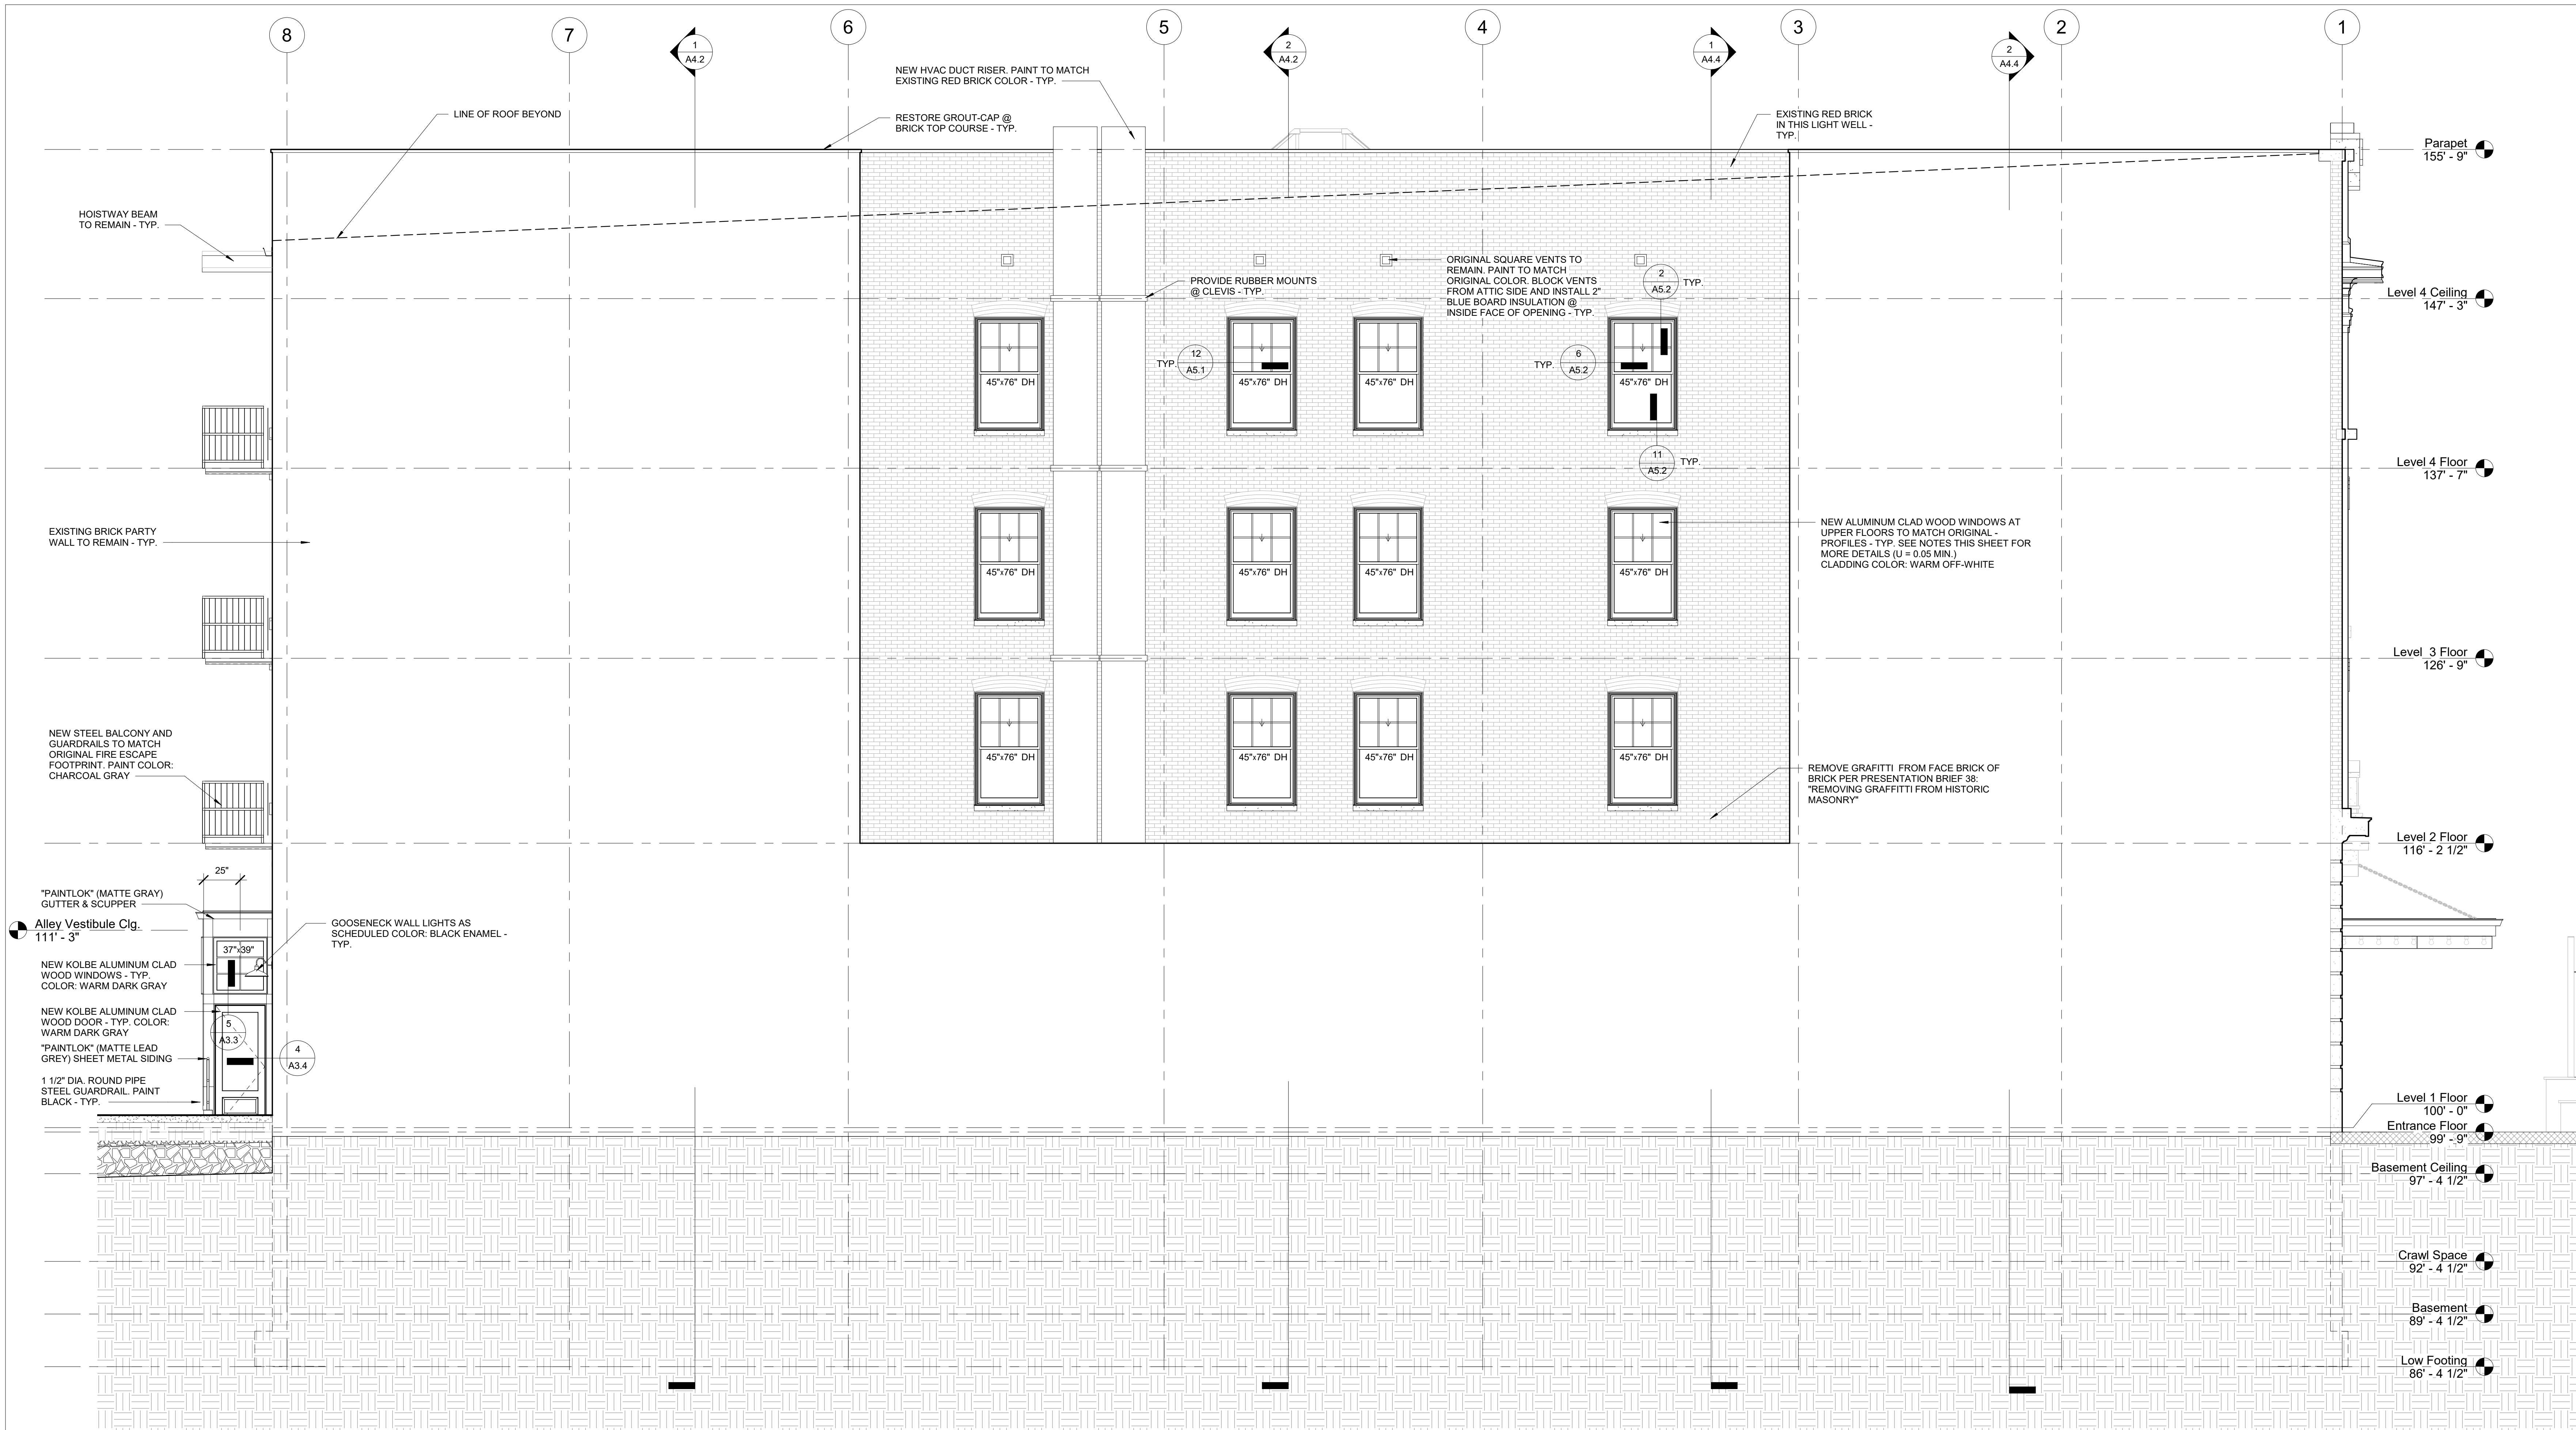 8
7
6
5
4
3
2
1
1
A4.2
2
A4.2
1
A4.4
2
A4.4
NEW HVAC DUCT RISER. PAINT TO MATCH
EXISTING RED BRICK COLOR - TYP.
LINE OF ROOF BEYOND
RESTORE GROUT-CAP @
BRICK TOP COURSE - TYP.
EXISTING RED BRICK
IN THIS LIGHT WELL -
TYP.
Parapet
155' - 9"
HOISTWAY BEAM
TO REMAIN - TYP.
PROVIDE RUBBER MOUNTS
@ CLEVIS - TYP.
ORIGINAL SQUARE VENTS TO
REMAIN. PAINT TO MATCH
ORIGINAL COLOR. BLOCK VENTS
FROM ATTIC SIDE AND INSTALL 2"
BLUE BOARD INSULATION @
INSIDE FACE OF OPENING - TYP.
2
A5.2
TYP.
Level 4 Ceiling
147' - 3"
TYP.
12
A5.1
TYP.
6
A5.2
45"x76" DH
45"x76" DH
45"x76" DH
45"x76" DH
11
A5.2
TYP.
Level 4 Floor
137' - 7"
EXISTING BRICK PARTY
WALL TO REMAIN - TYP.
NEW ALUMINUM CLAD WOOD WINDOWS AT
UPPER FLOORS TO MATCH ORIGINAL -
PROFILES - TYP. SEE NOTES THIS SHEET FOR
MORE DETAILS (U = 0.05 MIN.)
CLADDING COLOR: WARM OFF-WHITE
45"x76" DH
45"x76" DH
45"x76" DH
45"x76" DH
Level 3 Floor
126' - 9"
NEW STEEL BALCONY AND
GUARDRAILS TO MATCH
ORIGINAL FIRE ESCAPE
FOOTPRINT. PAINT COLOR:
CHARCOAL GRAY
45"x76" DH
45"x76" DH
45"x76" DH
45"x76" DH
REMOVE GRAFITTI FROM FACE BRICK OF
BRICK PER PRESENTATION BRIEF 38:
"REMOVING GRAFFITTI FROM HISTORIC
MASONRY"
Level 2 Floor
116' - 2 1/2"
25"
"PAINTLOK" (MATTE GRAY)
GUTTER & SCUPPER
Alley Vestibule Clg.
111' - 3"
GOOSENECK WALL LIGHTS AS
SCHEDULED COLOR: BLACK ENAMEL -
TYP.
37"x39"
NEW KOLBE ALUMINUM CLAD
WOOD WINDOWS - TYP.
COLOR: WARM DARK GRAY
NEW KOLBE ALUMINUM CLAD
WOOD DOOR - TYP. COLOR:
WARM DARK GRAY
5
A3.3
"PAINTLOK" (MATTE LEAD
GREY) SHEET METAL SIDING
4
A3.4
1 1/2" DIA. ROUND PIPE
STEEL GUARDRAIL. PAINT
BLACK - TYP.
Level 1 Floor
100' - 0"
Entrance Floor
99' - 9"
Basement Ceiling
97' - 4 1/2"
Crawl Space
92' - 4 1/2"
Basement
89' - 4 1/2"
Low Footing
86' - 4 1/2"